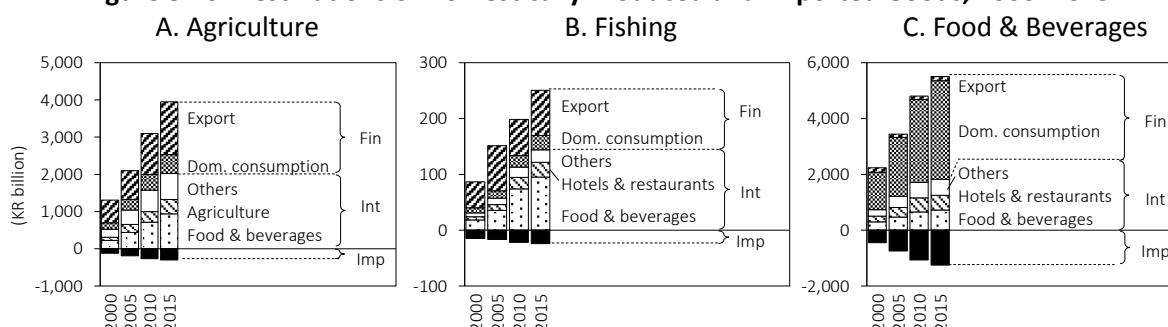 A. Agriculture
B. Fishing
C. Food & Beverages
(KR billion)
5,000
4,000
3,000
2,000
1,000
0
-1,000
Export
Dom. consumption
Others
Agriculture
Food & beverages
Fin
Int
Imp
2000
2005
2010
2015
300
200
100
0
-100
Export
Dom. consumption
Others
Hotels & restaurants
Food & beverages
Fin
Int
Imp
2000
2005
2010
2015
6,000
4,000
2,000
0
-2,000
Export
Dom. consumption
Others
Hotels & restaurants
Food & beverages
Fin
Int
Imp
2000
2005
2010
2015